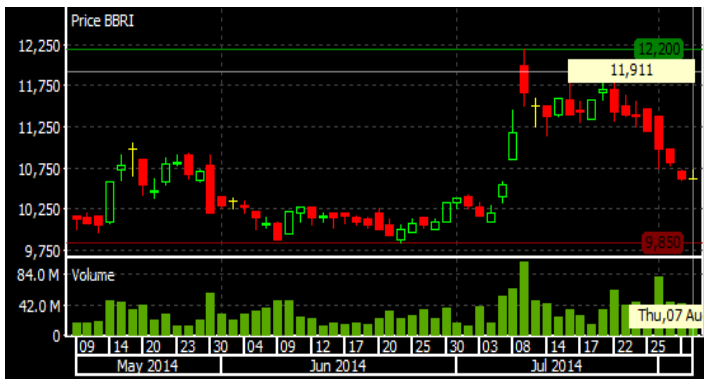 Price BBRI
12,250
12,200
11,911
11,750
11,250
10,750
10,250
9,850
9,750
84.0 M
Volume
42.0 M
Thu,07 Au
0
09 14 20 23 30 04 09 12 17 20 25 30 03 08 14 17 22 25
May 2014 Jun 2014 Jul 2014